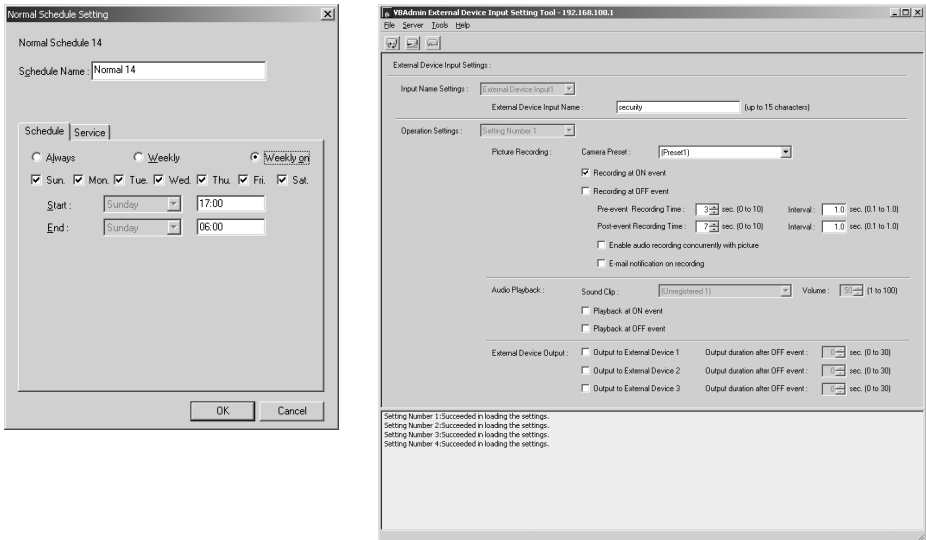 Normal Schedule Setting
Normal Schedule 14
Schedule Name : Normal 14
Schedule Service
Always Weekly Weekly on
Sun. Mon. Tue. Wed. Thu. Fri. Sat.
Start : Sunday 17:00
End : Sunday 06:00
OK Cancel
VBAdmin External Device Input Setting Tool - 192.168.100.1
File Server Tools Help
External Device Input Settings :
Input Name Settings : External Device Input1
External Device Input Name : security (up to 15 characters)
Operation Settings : Setting Number 1
Picture Recording : Camera Preset : (Preset1)
Recording at ON event
Recording at OFF event
Pre-event Recording Time : 3 sec. (0 to 10) Interval : 1.0 sec. (0.1 to 1.0)
Post-event Recording Time : 7 sec. (0 to 10) Interval : 1.0 sec. (0.1 to 1.0)
Enable audio recording concurrently with picture
E-mail notification on recording
Audio Playback : Sound Clip : (Unregistered 1) Volume : 50 (1 to 100)
Playback at ON event
Playback at OFF event
External Device Output : Output to External Device 1 Output duration after OFF event : 0 sec. (0 to 30)
Output to External Device 2 Output duration after OFF event : 0 sec. (0 to 30)
Output to External Device 3 Output duration after OFF event : 0 sec. (0 to 30)
Setting Number 1:Succeeded in loading the settings.
Setting Number 2:Succeeded in loading the settings.
Setting Number 3:Succeeded in loading the settings.
Setting Number 4:Succeeded in loading the settings.